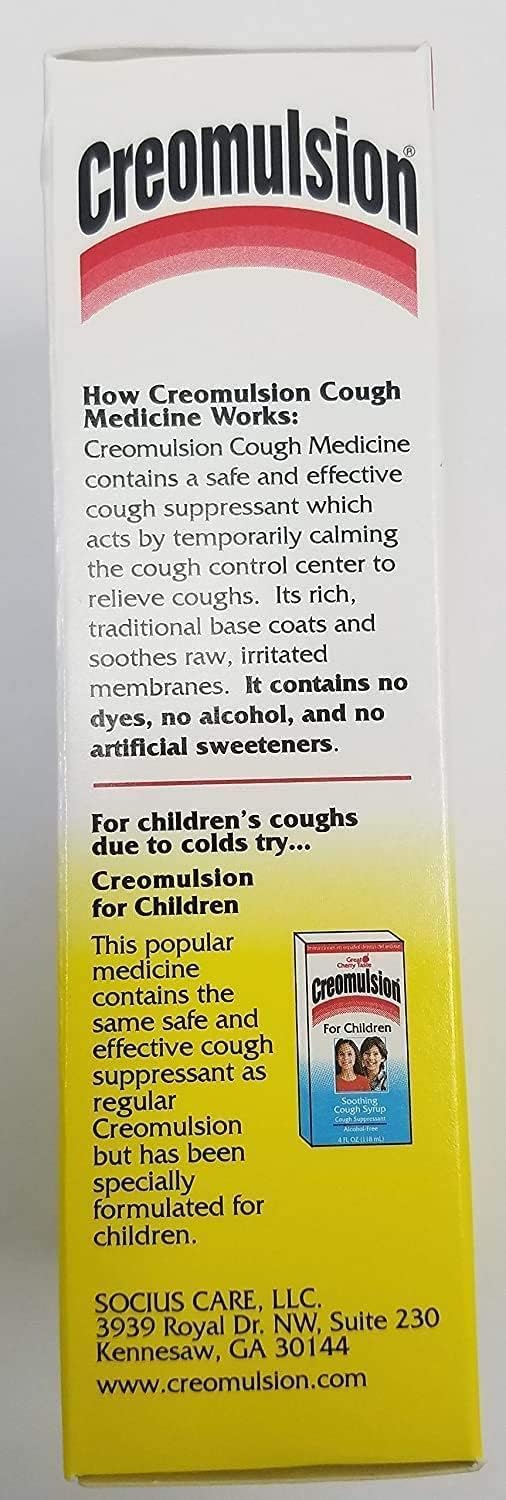 Creomulsion®
How Creomulsion Cough
Medicine Works:
Creomulsion Cough Medicine
contains a safe and effective
cough suppressant which
acts by temporarily calming
the cough control center to
relieve coughs. Its rich,
traditional base coats and
soothes raw, irritated
membranes. It contains no
dyes, no alcohol, and no
artificial sweeteners.
For children's coughs
due to colds try...
Creomulsion
for Children
This popular
medicine
contains the
same safe and
effective cough
suppressant as
regular
Creomulsion
but has been
specially
formulated for
children.
Great
Cherry Taste
Creomulsion
For Children
Soothing
Cough Syrup
Cough Suppressant
Alcohol-Free
4 FL OZ (118 mL)
SOCIUS CARE, LLC.
3939 Royal Dr. NW, Suite 230
Kennesaw, GA 30144
www.creomulsion.com